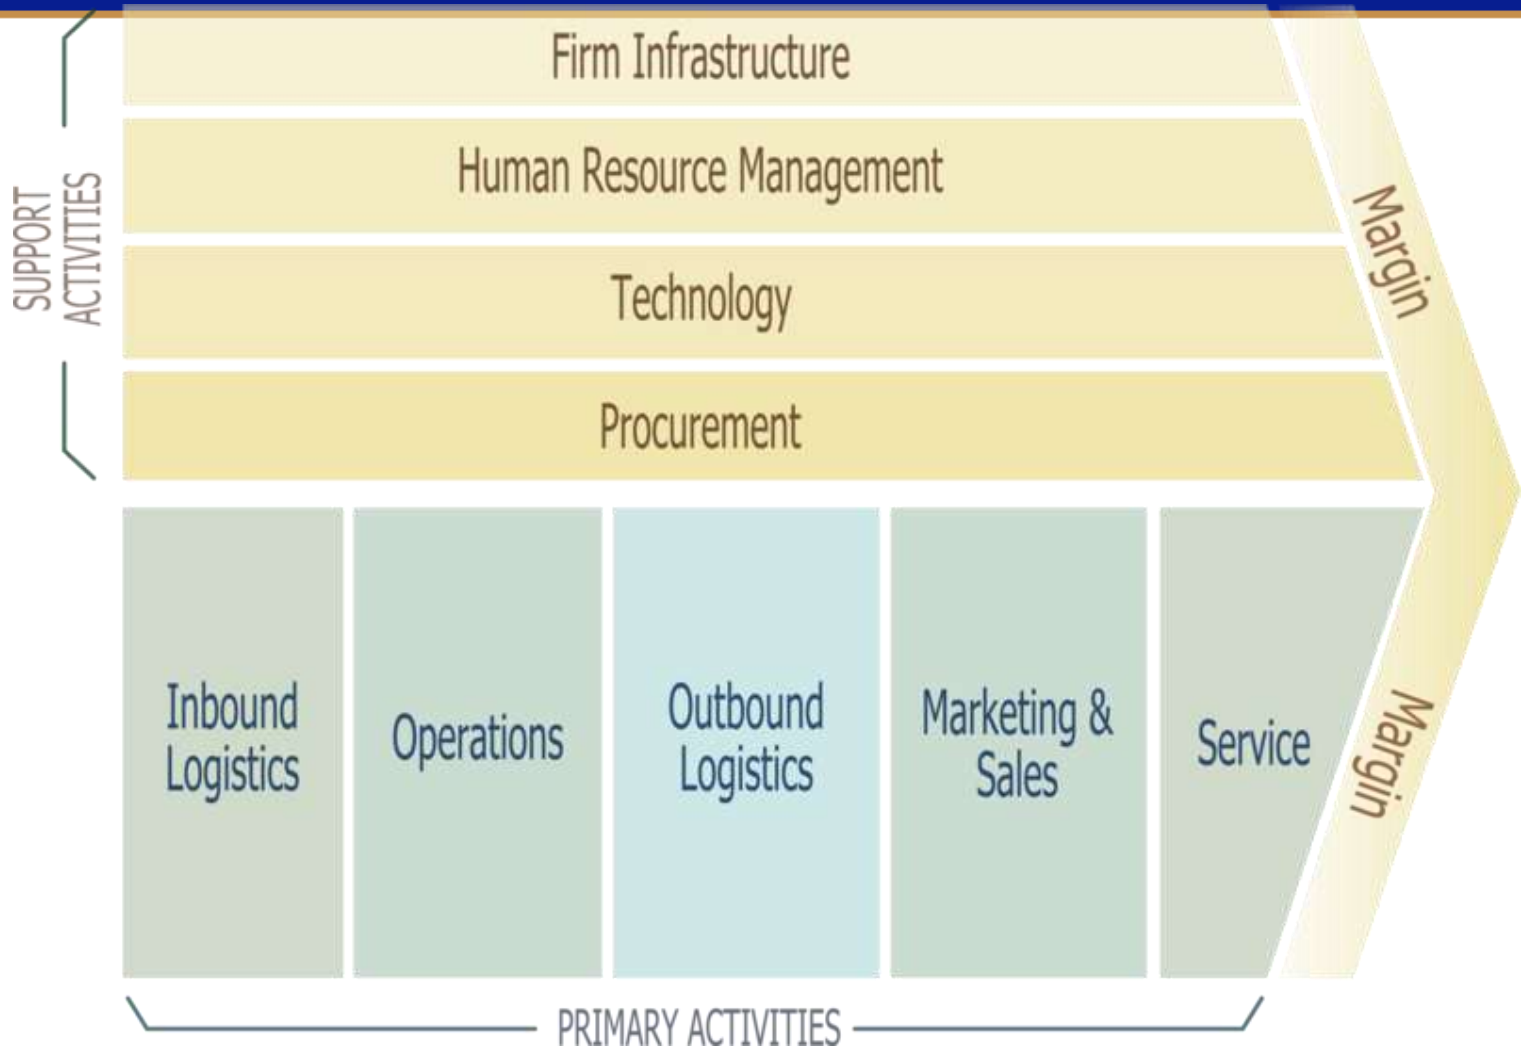 Firm Infrastructure
Human Resource Management
Technology
Procurement
SUPPORT
ACTIVITIES
Margin
Inbound
Logistics
Operations
Outbound
Logistics
Marketing &
Sales
Service
Margin
PRIMARY ACTIVITIES